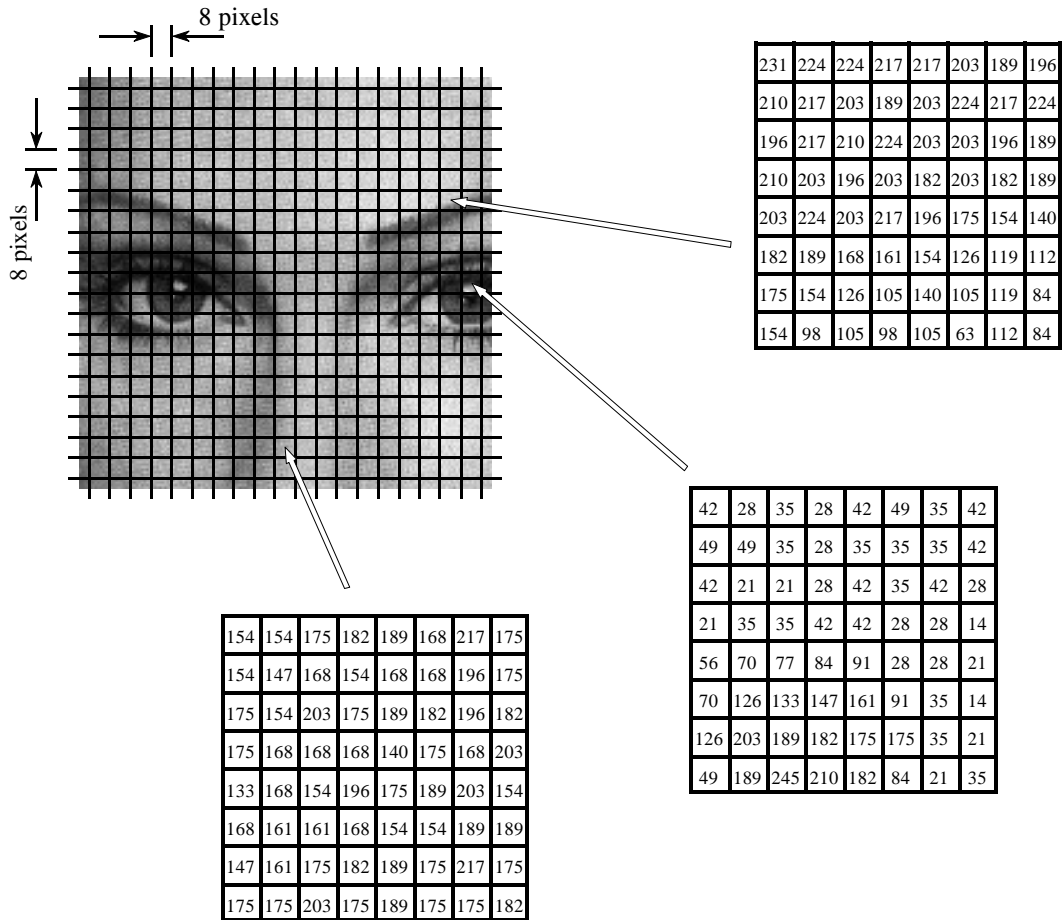 8 pixels
8 pixels
231 224 224 217 217 203 189 196
210 217 203 189 203 224 217 224
196 217 210 224 203 203 196 189
210 203 196 203 182 203 182 189
203 224 203 217 196 175 154 140
182 189 168 161 154 126 119 112
175 154 126 105 140 105 119 84
154 98 105 98 105 63 112 84
42 28 35 28 42 49 35 42
49 49 35 28 35 35 35 42
42 21 21 28 42 35 42 28
21 35 35 42 42 28 28 14
56 70 77 84 91 28 28 21
70 126 133 147 161 91 35 14
126 203 189 182 175 175 35 21
49 189 245 210 182 84 21 35
154 154 175 182 189 168 217 175
154 147 168 154 168 168 196 175
175 154 203 175 189 182 196 182
175 168 168 168 140 175 168 203
133 168 154 196 175 189 203 154
168 161 161 168 154 154 189 189
147 161 175 182 189 175 217 175
175 175 203 175 189 175 175 182